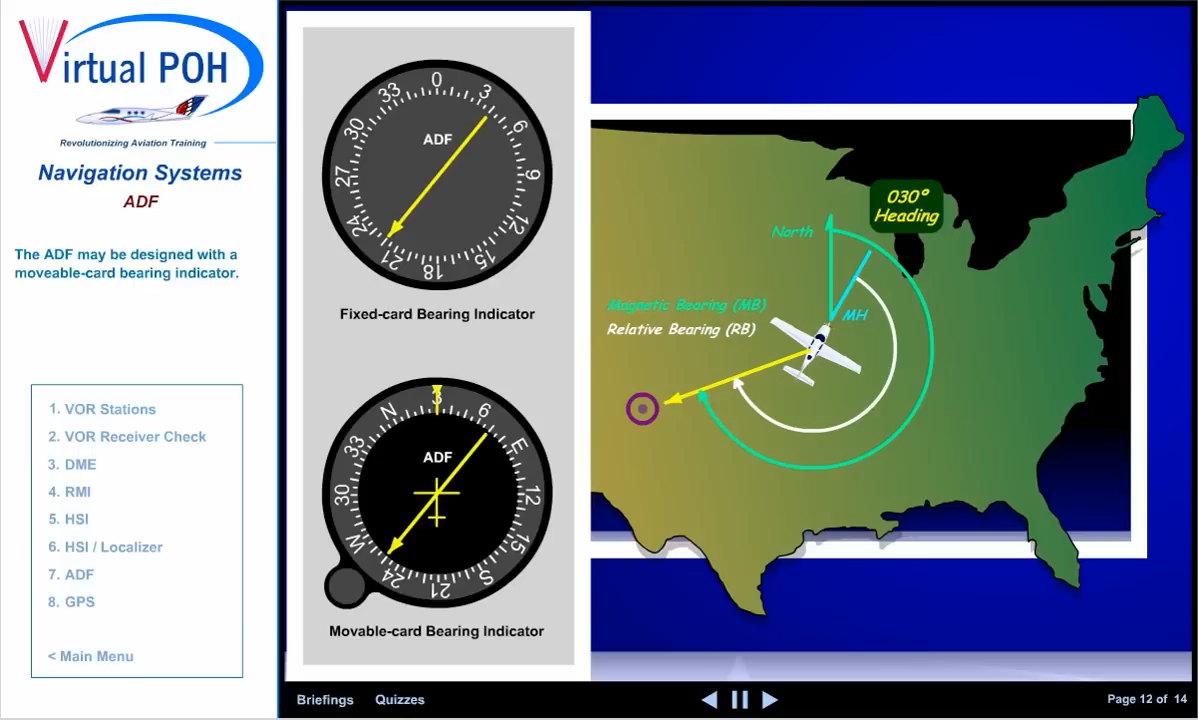 Virtual POH
Revolutionizing Aviation Training
Navigation Systems
ADF
The ADF may be designed with a
moveable-card bearing indicator.
1. VOR Stations
2. VOR Receiver Check
3. DME
4. RMI
5. HSI
6. HSI / Localizer
7. ADF
8. GPS
< Main Menu
0
3
6
9
12
15
18
21
24
27
30
33
ADF
Fixed-card Bearing Indicator
3
6
E
12
15
S
21
24
W
30
33
N
ADF
Movable-card Bearing Indicator
030°
Heading
North
Magnetic Bearing (MB)
MH
Relative Bearing (RB)
Briefings Quizzes
Page 12 of 14